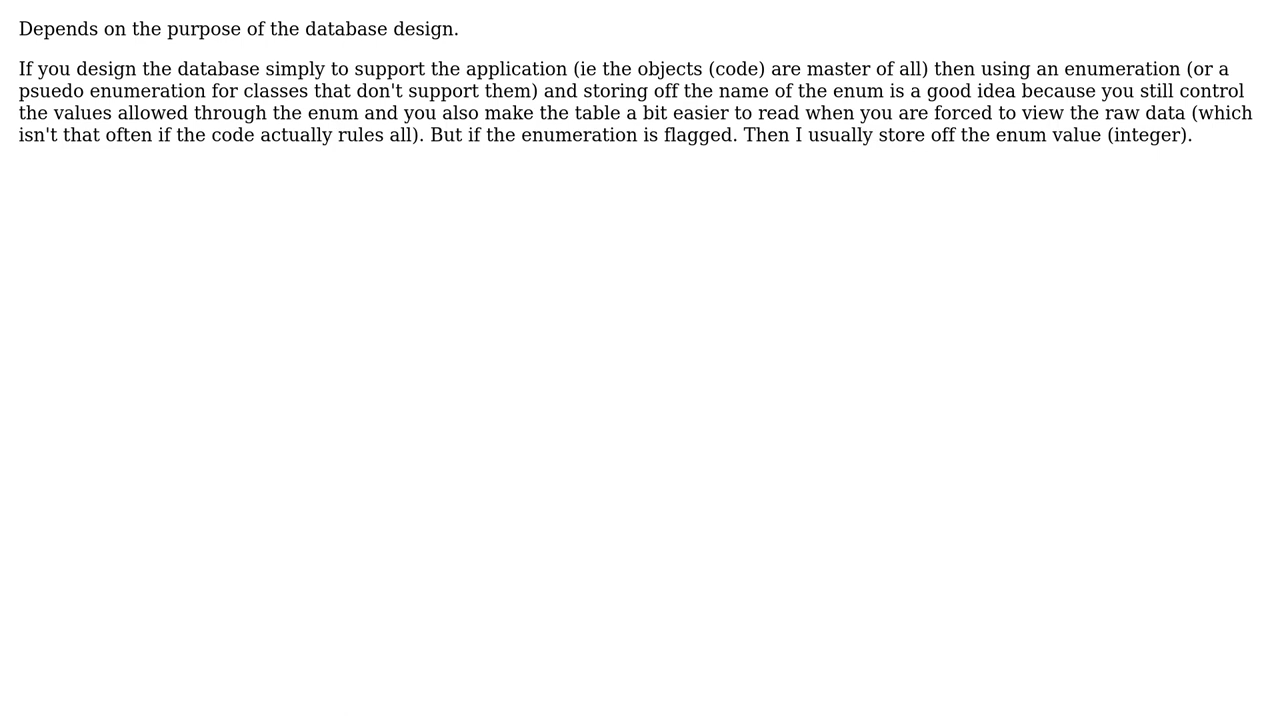 Depends on the purpose of the database design.
If you design the database simply to support the application (ie the objects (code) are master of all) then using an enumeration (or a
psuedo enumeration for classes that don't support them) and storing off the name of the enum is a good idea because you still control
the values allowed through the enum and you also make the table a bit easier to read when you are forced to view the raw data (which
isn't that often if the code actually rules all). But if the enumeration is flagged. Then I usually store off the enum value (integer).